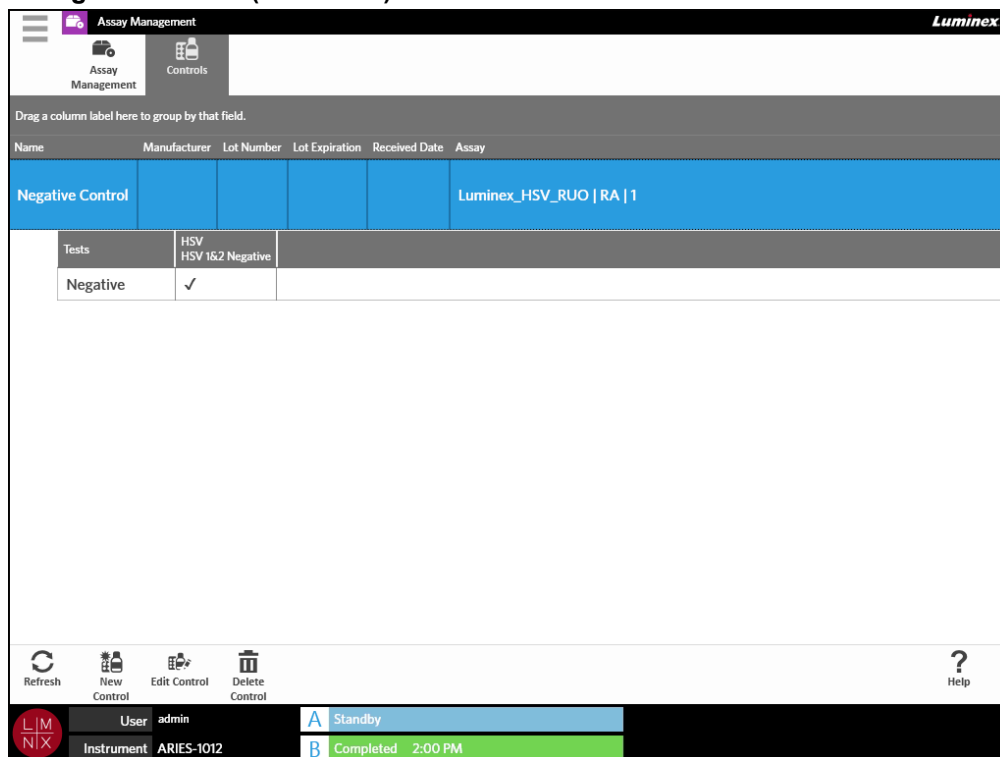 Assay Management
Luminex
Assay
Management
Controls
Drag a column label here to group by that field.
Name Manufacturer Lot Number Lot Expiration Received Date Assay
Negative Control Luminex_HSV_RUO | RA | 1
Tests HSV
HSV 1&2 Negative
Negative ✓
Refresh New
Control Edit Control Delete
Control ? Help
L M
N X
User admin A Standby
Instrument ARIES-1012 B Completed 2:00 PM